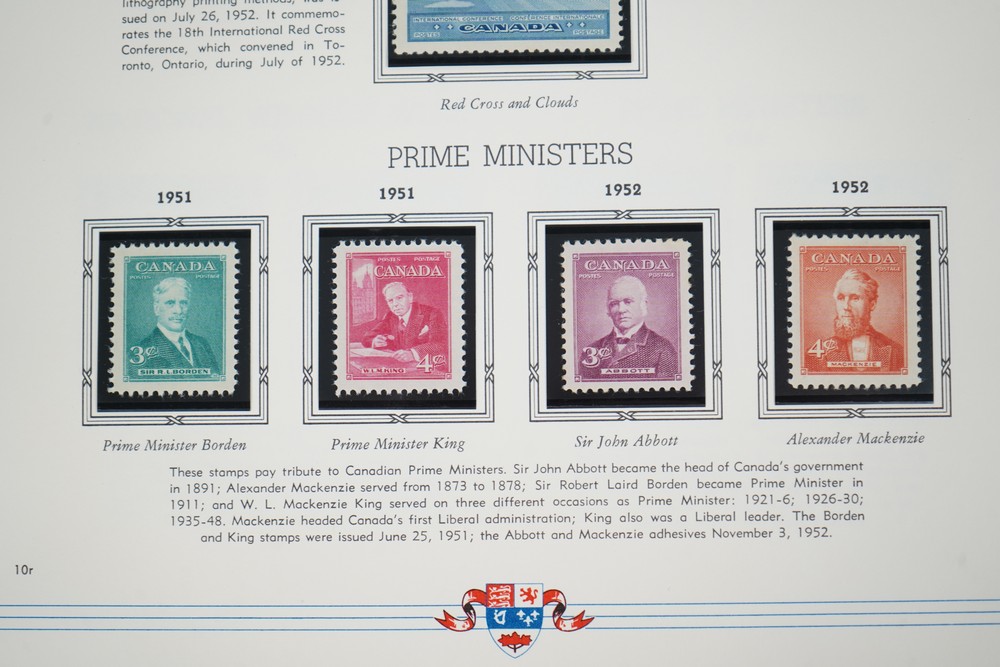 lithography printing methods, was is-
sued on July 26, 1952. It commemo-
rates the 18th International Red Cross
Conference, which convened in To-
ronto, Ontario, during July of 1952.
INTERNATIONAL CONFERENCE CONFÉRENCE INTERNATIONALE
POSTES CANADA POSTAGE
Red Cross and Clouds
PRIME MINISTERS
1951
CANADA
POSTES POSTAGE
3¢
SIR R.L.BORDEN
Prime Minister Borden
1951
POSTES POSTAGE
CANADA
4¢
W.L.M.KING
Prime Minister King
1952
CANADA
POSTES POSTAGE
3¢
ABBOTT
Sir John Abbott
1952
CANADA
POSTES POSTAGE
4¢
MACKENZIE
Alexander Mackenzie
These stamps pay tribute to Canadian Prime Ministers. Sir John Abbott became the head of Canada's government
in 1891; Alexander Mackenzie served from 1873 to 1878; Sir Robert Laird Borden became Prime Minister in
1911; and W. L. Mackenzie King served on three different occasions as Prime Minister: 1921-6; 1926-30;
1935-48. Mackenzie headed Canada's first Liberal administration; King also was a Liberal leader. The Borden
and King stamps were issued June 25, 1951; the Abbott and Mackenzie adhesives November 3, 1952.
10r